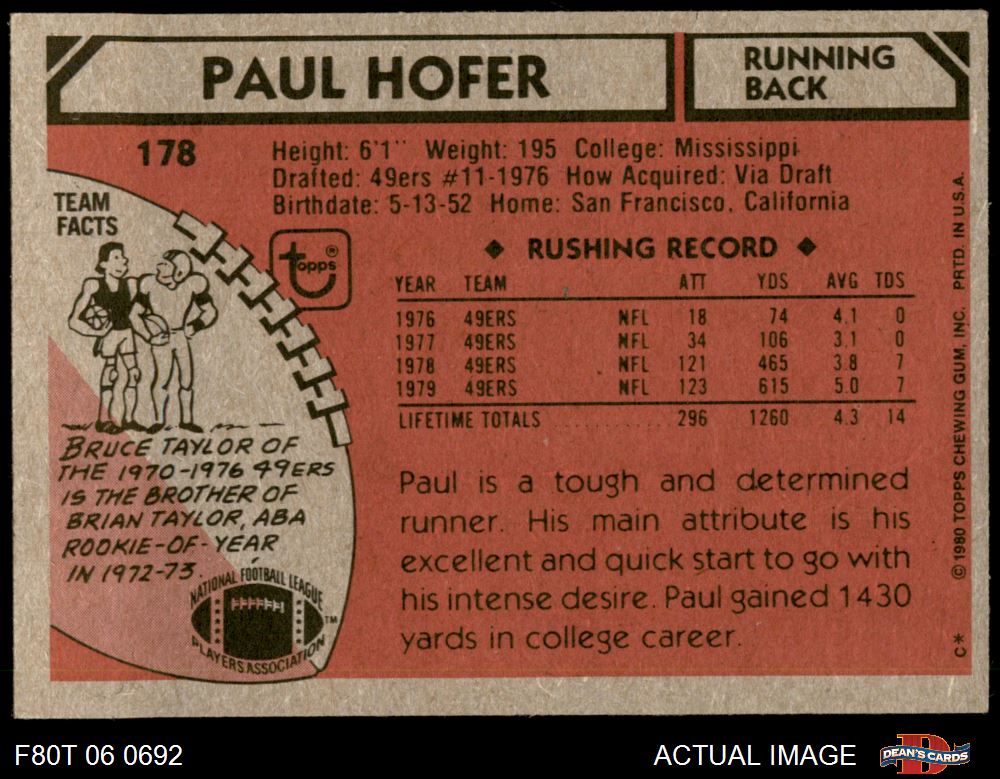 PAUL HOFER
RUNNING
BACK
178
Height: 6'1" Weight: 195 College: Mississippi
Drafted: 49ers #11-1976 How Acquired: Via Draft
Birthdate: 5-13-52 Home: San Francisco, California
TEAM
FACTS
topps®
◆ RUSHING RECORD ◆
YEAR TEAM ATT YDS AVG TDS
1976 49ERS NFL 18 74 4.1 0
1977 49ERS NFL 34 106 3.1 0
1978 49ERS NFL 121 465 3.8 7
1979 49ERS NFL 123 615 5.0 7
LIFETIME TOTALS ............ 296 1260 4.3 14
BRUCE TAYLOR OF
THE 1970-1976 49ERS
IS THE BROTHER OF
BRIAN TAYLOR, ABA
ROOKIE-OF-YEAR
IN 1972-73.
NATIONAL FOOTBALL LEAGUE
PLAYERS ASSOCIATION
TM
Paul is a tough and determined
runner. His main attribute is his
excellent and quick start to go with
his intense desire. Paul gained 1430
yards in college career.
C* © 1980 TOPPS CHEWING GUM, INC. PRTD. IN U.S.A.
F80T 06 0692
ACTUAL IMAGE
DEAN'S CARDS